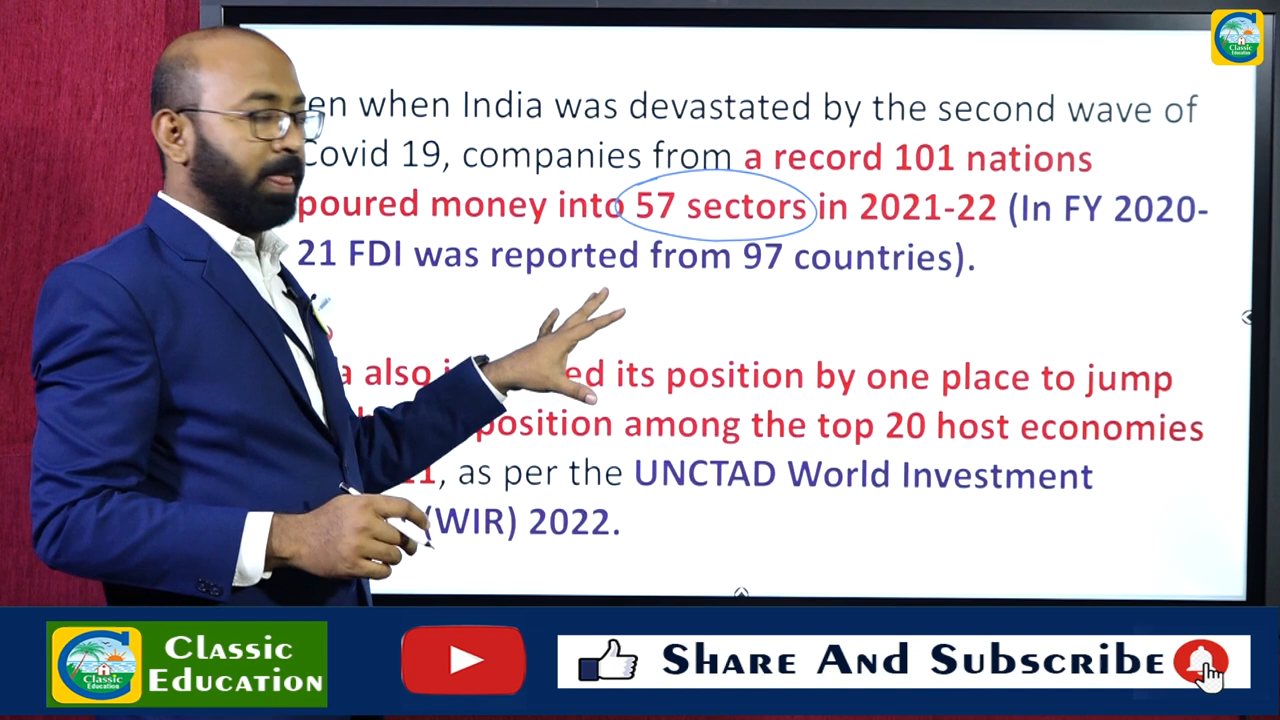 en when India was devastated by the second wave of
Covid 19, companies from a record 101 nations
poured money into 57 sectors in 2021-22 (In FY 2020-
21 FDI was reported from 97 countries).
also its position by one place to jump
position among the top 20 host economies
, as per the UNCTAD World Investment
(WIR) 2022.
Classic
Education
Classic
Education
Classic
Education
Share And Subscribe